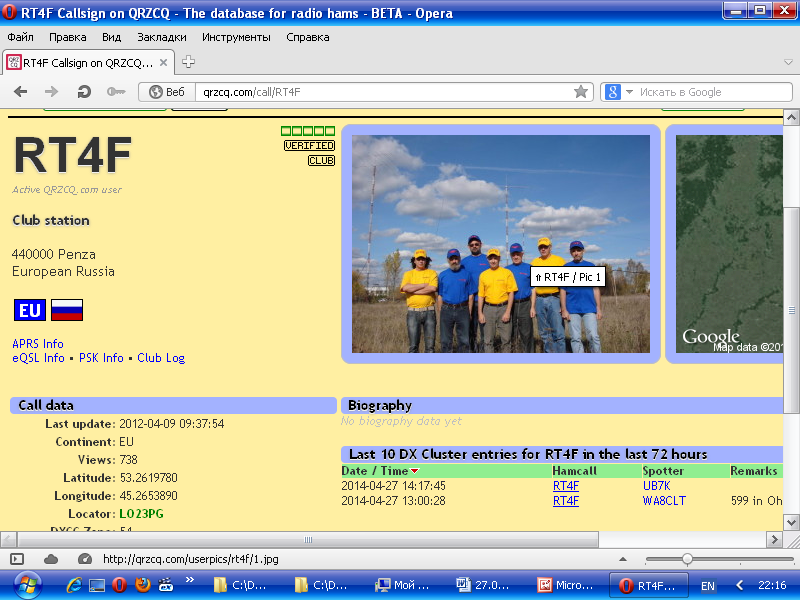 RT4F Callsign on QRZCQ - The database for radio hams - BETA - Opera
Файл Правка Вид Закладки Инструменты Справка
QRZ CQ RT4F Callsign on QRZCQ...
Веб qrzcq.com/call/RT4F Искать в Google
RT4F
VERIFIED
CLUB
Active QRZCQ.com user
Club station
440000 Penza
European Russia
EU
APRS Info
eQSL Info • PSK Info • Club Log
⇑ RT4F / Pic 1
Google
Map data ©201
Call data
Last update: 2012-04-09 09:37:54
Continent: EU
Views: 738
Latitude: 53.2619780
Longitude: 45.2653890
Locator: LO23PG
DXCC Zone: 54
Biography
No biography data yet
Last 10 DX Cluster entries for RT4F in the last 72 hours
Date / Time Hamcall Spotter Remarks
2014-04-27 14:17:45 RT4F UB7K
2014-04-27 13:00:28 RT4F WA8CLT 599 in Oh
http://qrzcq.com/userpics/rt4f/1.jpg
C:\D... C:\D... Мой ... 27.0... Micro... RT4F... EN 22:16